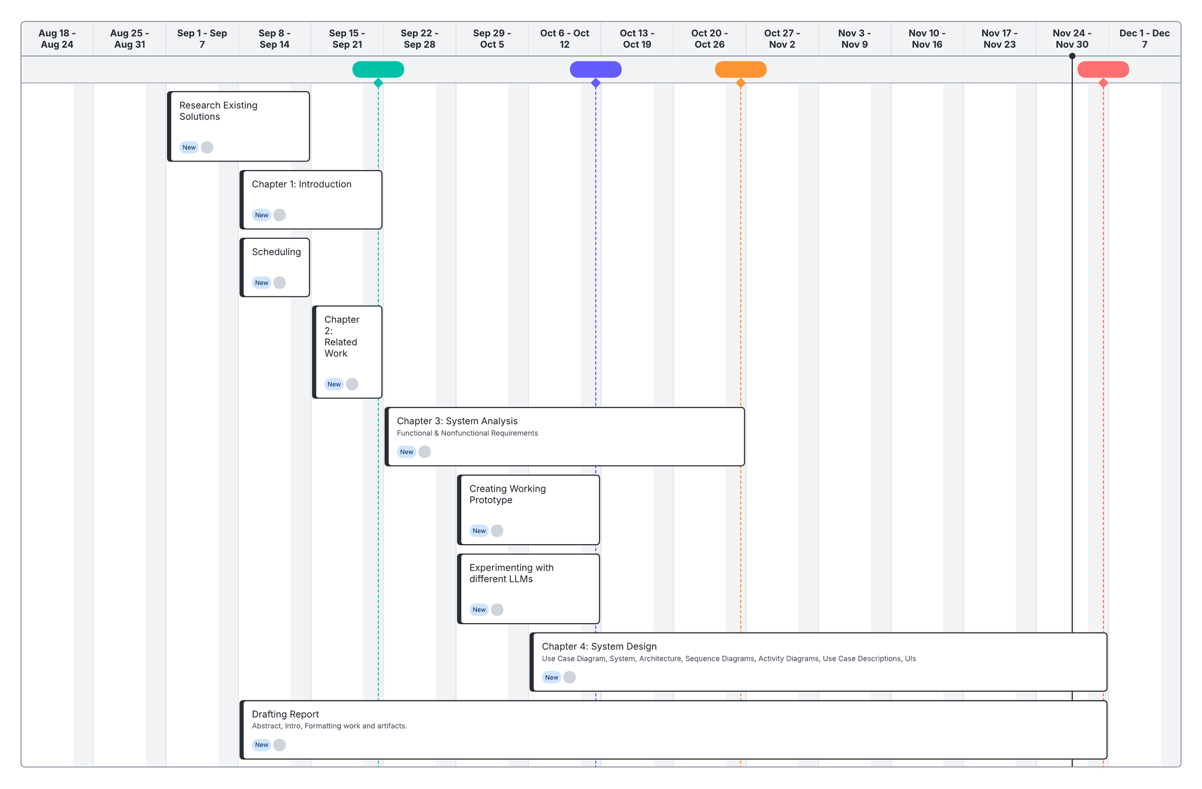 Aug 18 -
Aug 24
Aug 25 -
Aug 31
Sep 1 - Sep
7
Sep 8 -
Sep 14
Sep 15 -
Sep 21
Sep 22 -
Sep 28
Sep 29 -
Oct 5
Oct 6 - Oct
12
Oct 13 -
Oct 19
Oct 20 -
Oct 26
Oct 27 -
Nov 2
Nov 3 -
Nov 9
Nov 10 -
Nov 16
Nov 17 -
Nov 23
Nov 24 -
Nov 30
Dec 1 - Dec
7
Research Existing
Solutions
New
Chapter 1: Introduction
New
Scheduling
New
Chapter
2:
Related
Work
New
Chapter 3: System Analysis
Functional & Nonfunctional Requirements
New
Creating Working
Prototype
New
Experimenting with
different LLMs
New
Chapter 4: System Design
Use Case Diagram, System, Architecture, Sequence Diagrams, Activity Diagrams, Use Case Descriptions, UIs
New
Drafting Report
Abstract, Intro, Formatting work and artifacts.
New